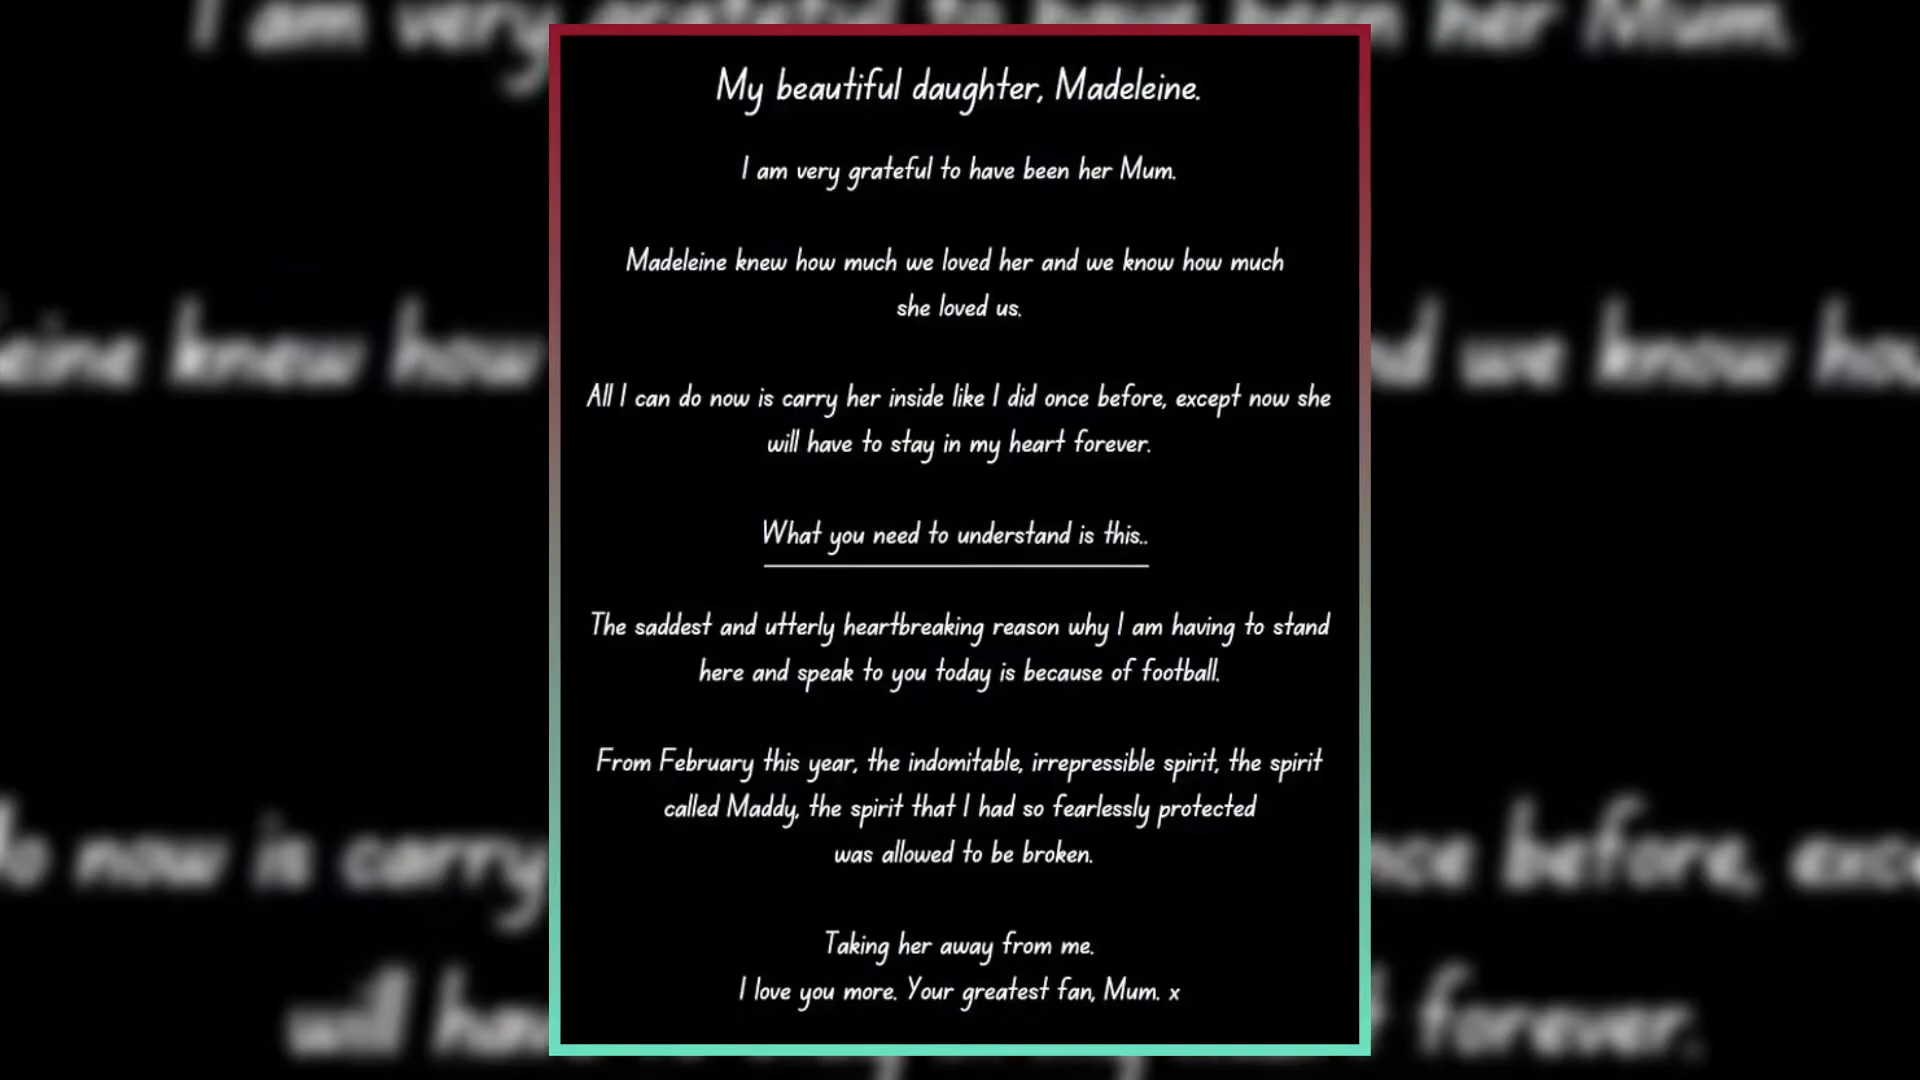 My beautiful daughter, Madeleine.
I am very grateful to have been her Mum.
Madeleine knew how much we loved her and we know how much
she loved us.
All I can do now is carry her inside like I did once before, except now she
will have to stay in my heart forever.
What you need to understand is this..
The saddest and utterly heartbreaking reason why I am having to stand
here and speak to you today is because of football.
From February this year, the indomitable, irrepressible spirit, the spirit
called Maddy, the spirit that I had so fearlessly protected
was allowed to be broken.
Taking her away from me.
I love you more. Your greatest fan, Mum. x